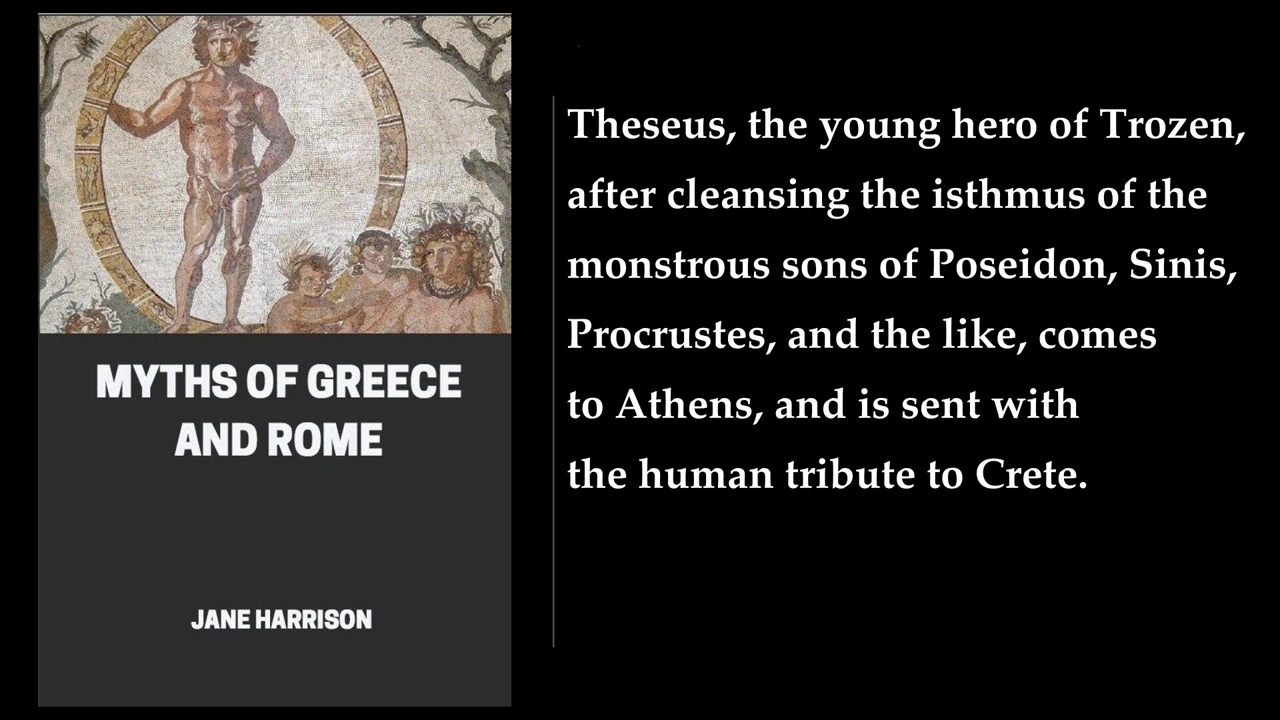 MYTHS OF GREECE
AND ROME
JANE HARRISON
Theseus, the young hero of Trozen,
after cleansing the isthmus of the
monstrous sons of Poseidon, Sinis,
Procrustes, and the like, comes
to Athens, and is sent with
the human tribute to Crete.